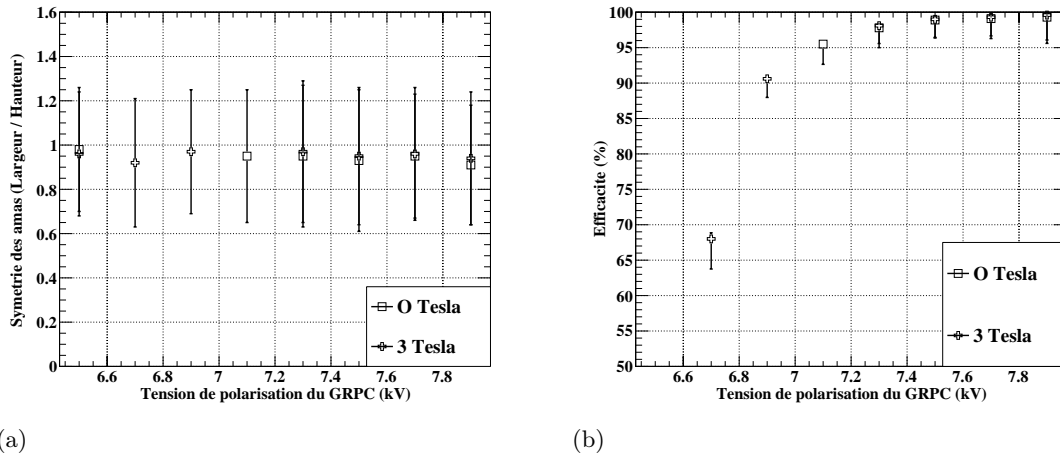 Symetrie des amas (Largeur / Hauteur)
1.6
1.4
1.2
1
0.8
0.6
0.4
0.2
0
O Tesla
3 Tesla
6.6 6.8 7 7.2 7.4 7.6 7.8
Tension de polarisation du GRPC (kV)
(a)
Efficacite (%)
100
95
90
85
80
75
70
65
60
55
50
O Tesla
3 Tesla
6.6 6.8 7 7.2 7.4 7.6 7.8
Tension de polarisation du GRPC (kV)
(b)